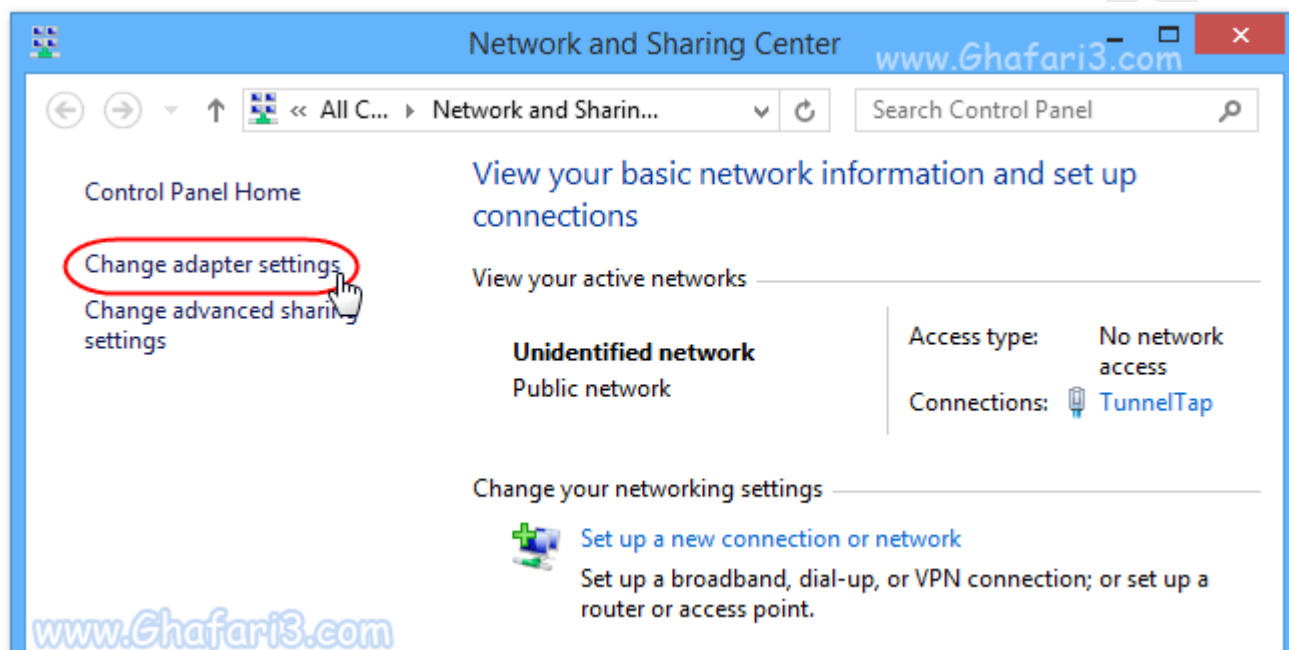 Network and Sharing Center
www.Ghafari3.com
« All C... ▸ Network and Sharin...
Search Control Panel
Control Panel Home
Change adapter settings
Change advanced sharing
settings
View your basic network information and set up
connections
View your active networks
Unidentified network
Public network
Access type: No network
access
Connections: TunnelTap
Change your networking settings
Set up a new connection or network
Set up a broadband, dial-up, or VPN connection; or set up a
router or access point.
www.Ghafari3.com